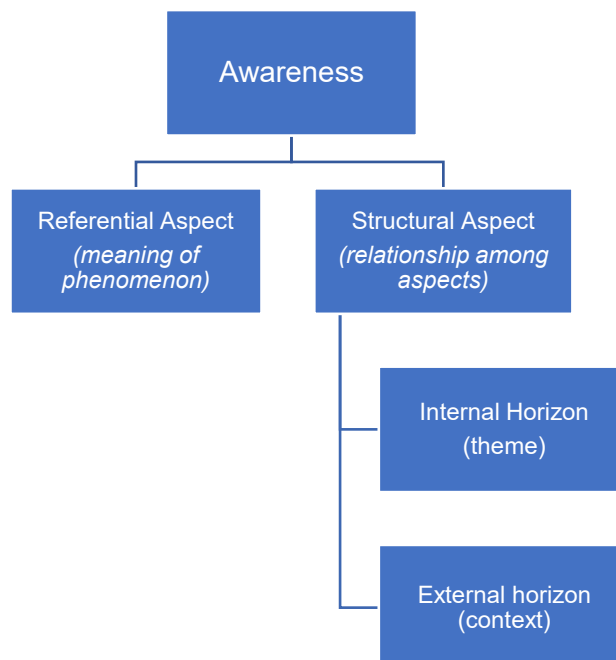 Awareness
Referential Aspect
(meaning of
phenomenon)
Structural Aspect
(relationship among
aspects)
Internal Horizon
(theme)
External horizon
(context)